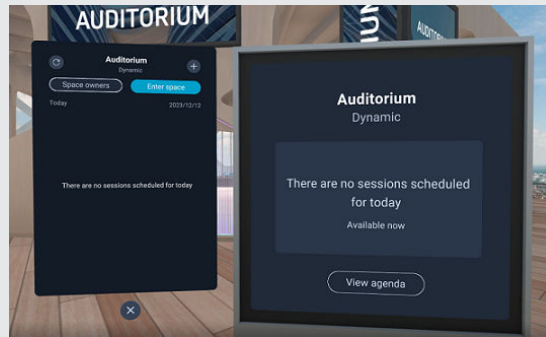 AUDITORIUM
Auditorium
Dynamic
Space owners
Enter space
Today
2023/12/12
There are no sessions scheduled for today
AUDITO
Auditorium
Dynamic
There are no sessions scheduled
for today
Available now
View agenda